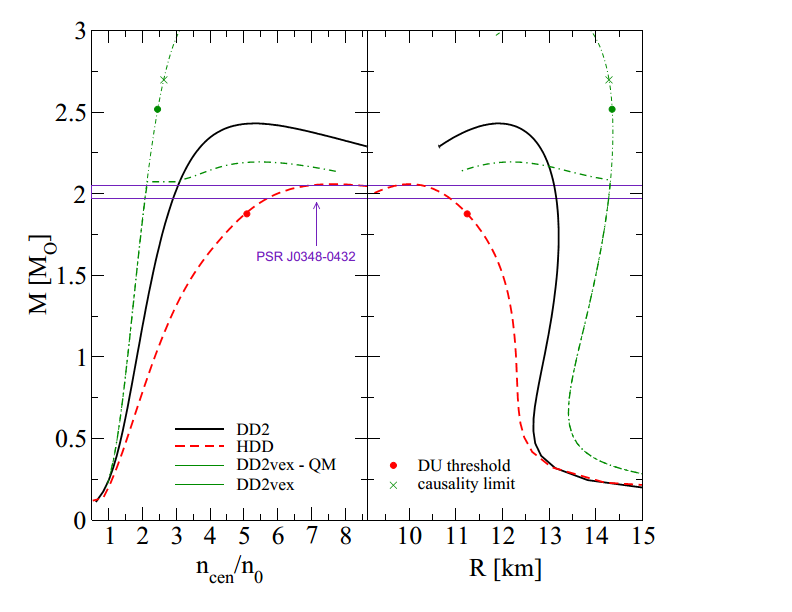 3
2.5
2
1.5
1
0.5
0
M [M_O]
PSR J0348-0432
DD2
HDD
DD2vex - QM
DD2vex
DU threshold
causality limit
1 2 3 4 5 6 7 8
10 11 12 13 14 15
n_cen/n_0
R [km]